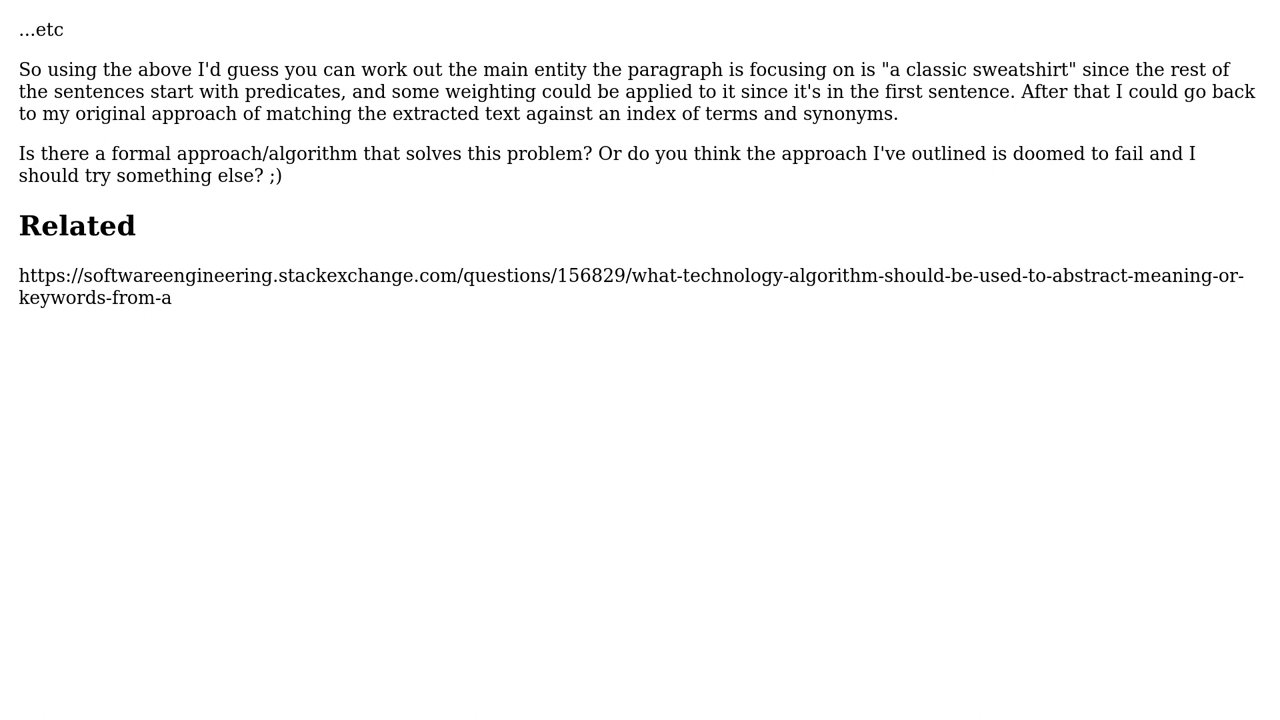 ...etc
So using the above I'd guess you can work out the main entity the paragraph is focusing on is "a classic sweatshirt" since the rest of
the sentences start with predicates, and some weighting could be applied to it since it's in the first sentence. After that I could go back
to my original approach of matching the extracted text against an index of terms and synonyms.
Is there a formal approach/algorithm that solves this problem? Or do you think the approach I've outlined is doomed to fail and I
should try something else? ;)
Related
https://softwareengineering.stackexchange.com/questions/156829/what-technology-algorithm-should-be-used-to-abstract-meaning-or-
keywords-from-a